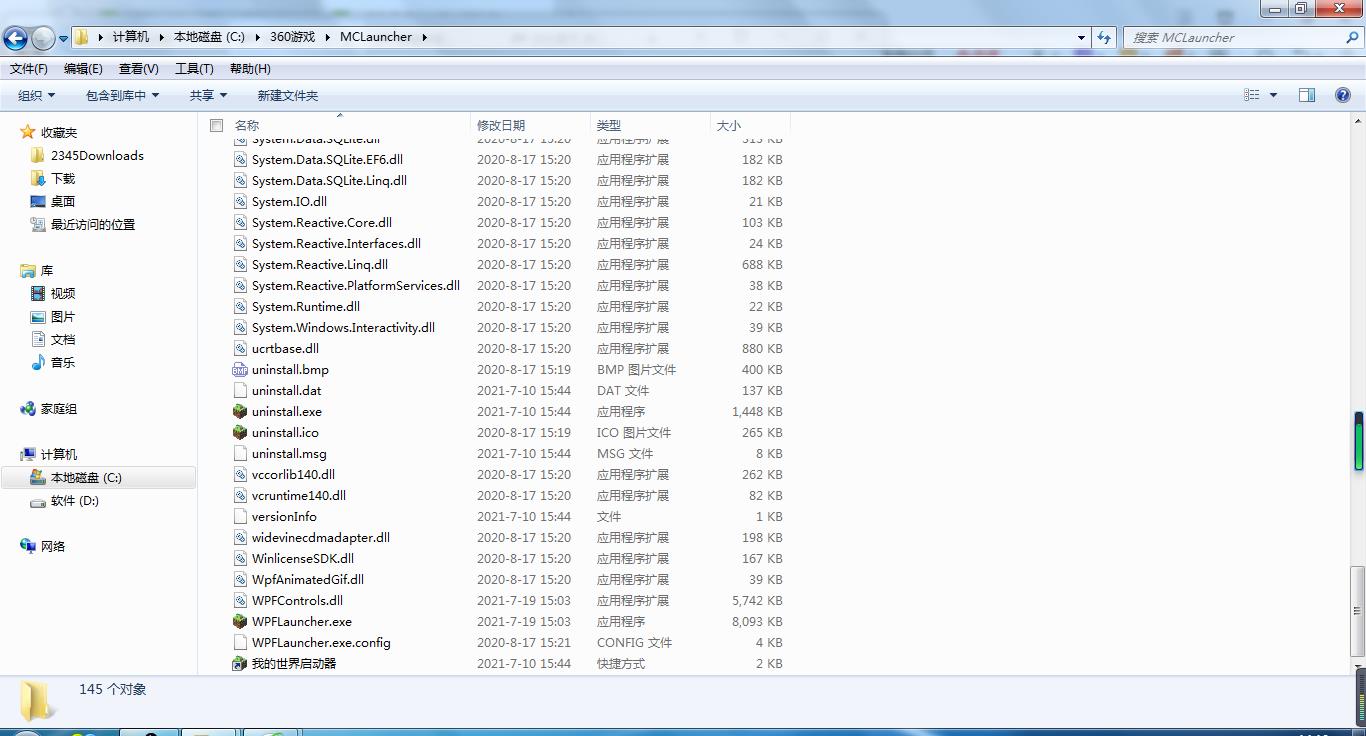 计算机 本地磁盘 (C:) 360游戏 MCLauncher 搜索 MCLauncher
文件(F) 编辑(E) 查看(V) 工具(T) 帮助(H)
组织 包含到库中 共享 新建文件夹
收藏夹
2345Downloads
下载
桌面
最近访问的位置
库
视频
图片
文档
音乐
家庭组
计算机
本地磁盘 (C:)
软件 (D:)
网络
名称 修改日期 类型 大小
System.Data.SQLite.dll 2020-8-17 15:20 应用程序扩展 315 KB
System.Data.SQLite.EF6.dll 2020-8-17 15:20 应用程序扩展 182 KB
System.Data.SQLite.Linq.dll 2020-8-17 15:20 应用程序扩展 182 KB
System.IO.dll 2020-8-17 15:20 应用程序扩展 21 KB
System.Reactive.Core.dll 2020-8-17 15:20 应用程序扩展 103 KB
System.Reactive.Interfaces.dll 2020-8-17 15:20 应用程序扩展 24 KB
System.Reactive.Linq.dll 2020-8-17 15:20 应用程序扩展 688 KB
System.Reactive.PlatformServices.dll 2020-8-17 15:20 应用程序扩展 38 KB
System.Runtime.dll 2020-8-17 15:20 应用程序扩展 22 KB
System.Windows.Interactivity.dll 2020-8-17 15:20 应用程序扩展 39 KB
ucrtbase.dll 2020-8-17 15:20 应用程序扩展 880 KB
uninstall.bmp 2020-8-17 15:19 BMP 图片文件 400 KB
uninstall.dat 2021-7-10 15:44 DAT 文件 137 KB
uninstall.exe 2021-7-10 15:44 应用程序 1,448 KB
uninstall.ico 2020-8-17 15:19 ICO 图片文件 265 KB
uninstall.msg 2021-7-10 15:44 MSG 文件 8 KB
vccorlib140.dll 2020-8-17 15:20 应用程序扩展 262 KB
vcruntime140.dll 2020-8-17 15:20 应用程序扩展 82 KB
versionInfo 2021-7-10 15:44 文件 1 KB
widevinecdmadapter.dll 2020-8-17 15:20 应用程序扩展 198 KB
WinlicenseSDK.dll 2020-8-17 15:20 应用程序扩展 167 KB
WpfAnimatedGif.dll 2020-8-17 15:20 应用程序扩展 39 KB
WPFControls.dll 2021-7-19 15:03 应用程序扩展 5,742 KB
WPFLauncher.exe 2021-7-19 15:03 应用程序 8,093 KB
WPFLauncher.exe.config 2020-8-17 15:21 CONFIG 文件 4 KB
我的世界启动器 2021-7-10 15:44 快捷方式 2 KB
145 个对象